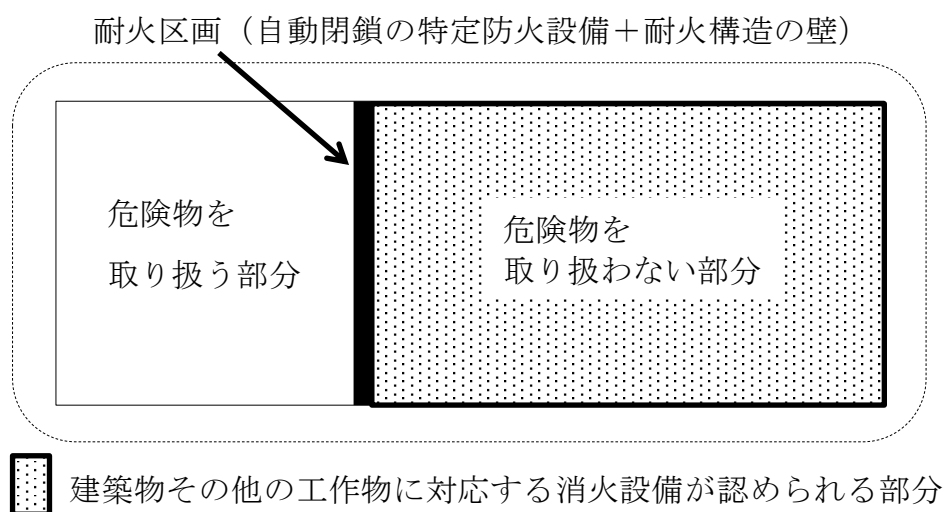 耐火区画（自動閉鎖の特定防火設備＋耐火構造の壁）
危険物を
取り扱う部分
危険物を
取り扱わない部分
建築物その他の工作物に対応する消火設備が認められる部分